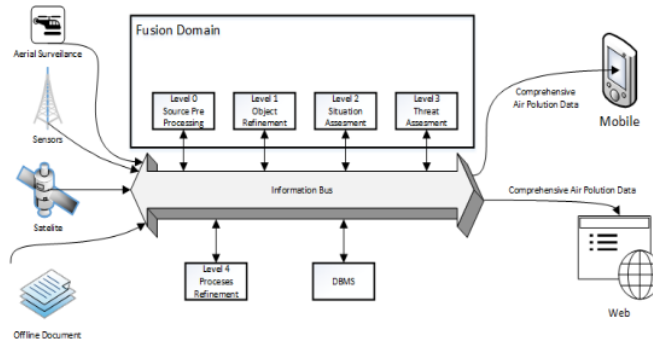 Fusion Domain
Aerial Surveilance
Sensors
Satelite
Offline Document
Level 0
Source Pre
Processing
Level 1
Object
Refinement
Level 2
Situation
Assesment
Level 3
Threat
Assesment
Information Bus
Level 4
Proceses
Refinement
DBMS
Comprehensive
Air Polution Data
Mobile
Comprehensive Air Polution Data
Web